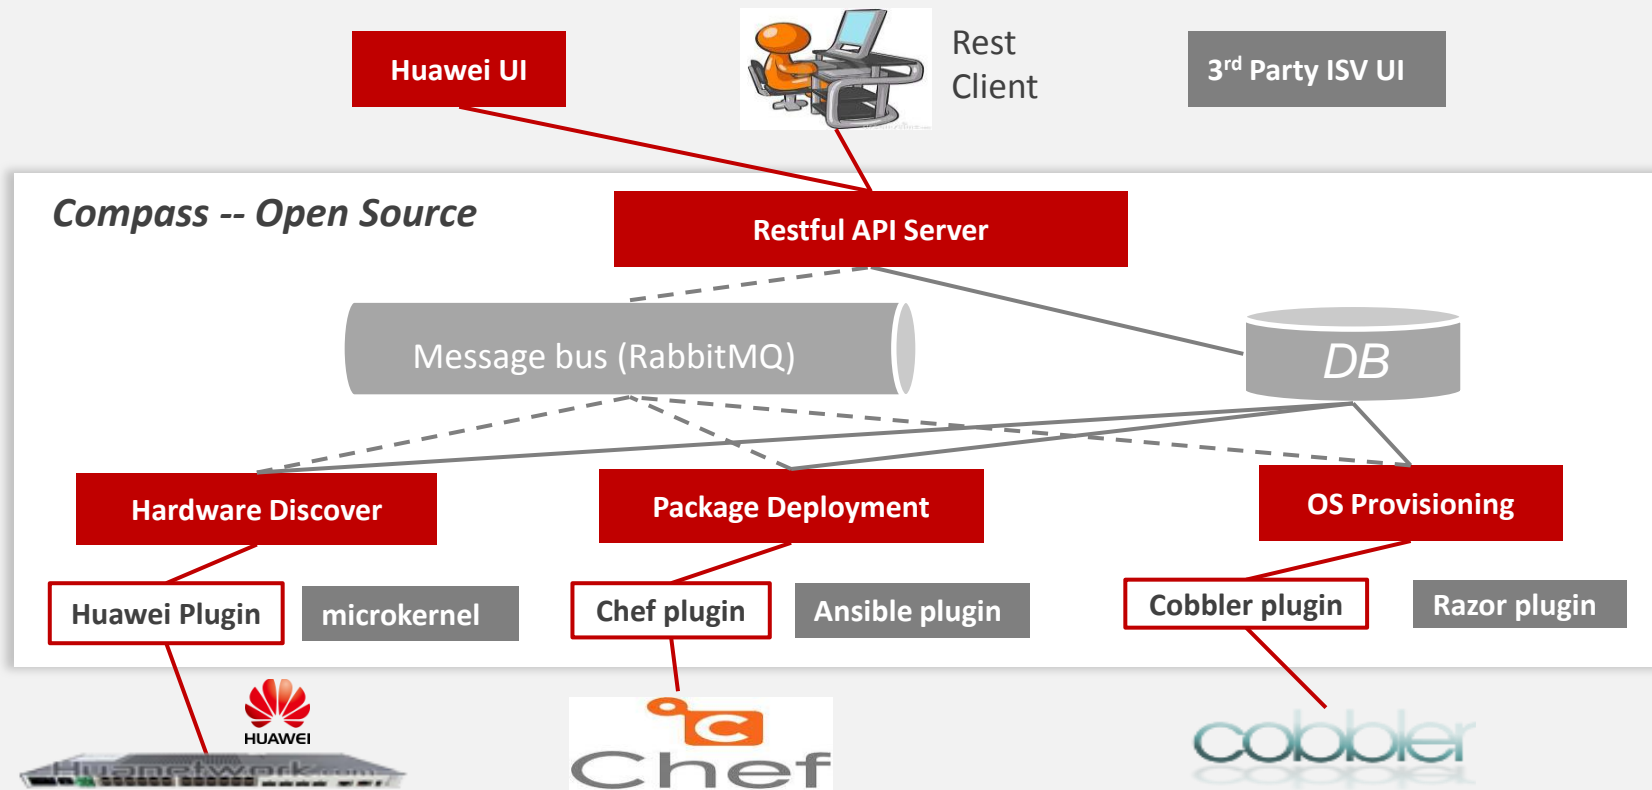 Huawei UI
Rest
Client
3rd Party ISV UI
Compass -- Open Source
Restful API Server
Message bus (RabbitMQ)
DB
Hardware Discover
Package Deployment
OS Provisioning
Huawei Plugin
microkernel
Chef plugin
Ansible plugin
Cobbler plugin
Razor plugin
HUAWEI
Huanetwork.com
C
Chef
cobbler